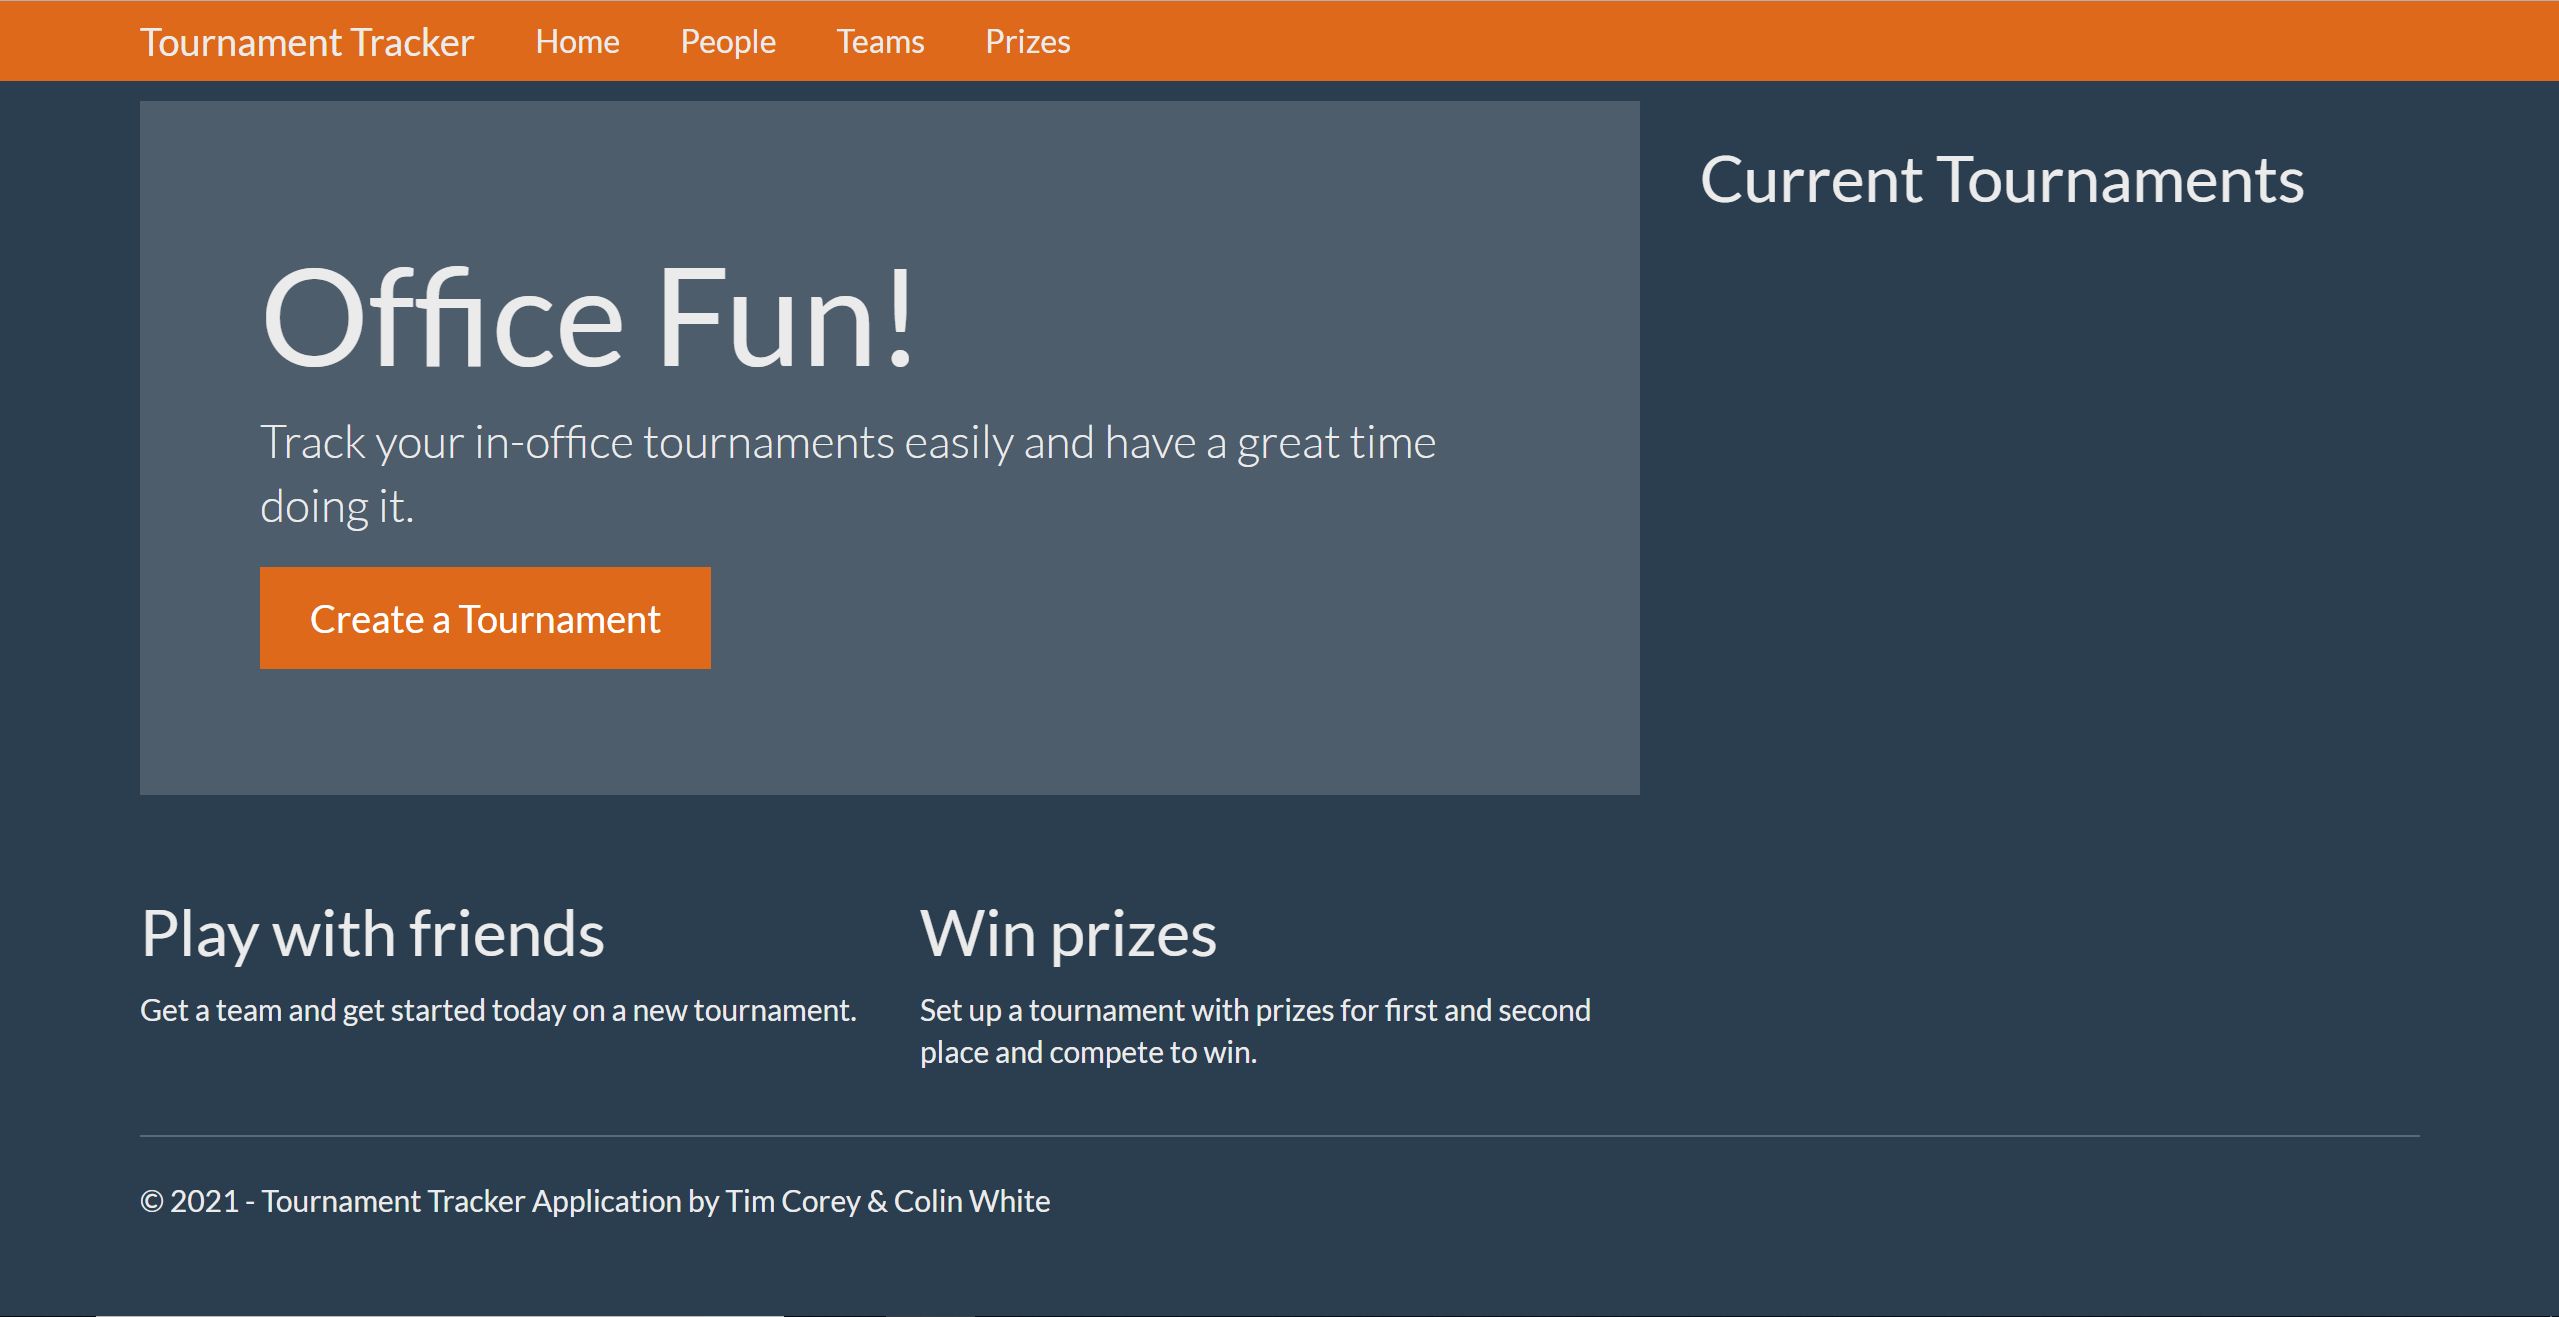 Tournament Tracker Home People Teams Prizes
Office Fun!
Track your in-office tournaments easily and have a great time
doing it.
Create a Tournament
Current Tournaments
Play with friends
Get a team and get started today on a new tournament.
Win prizes
Set up a tournament with prizes for first and second
place and compete to win.
© 2021 - Tournament Tracker Application by Tim Corey & Colin White